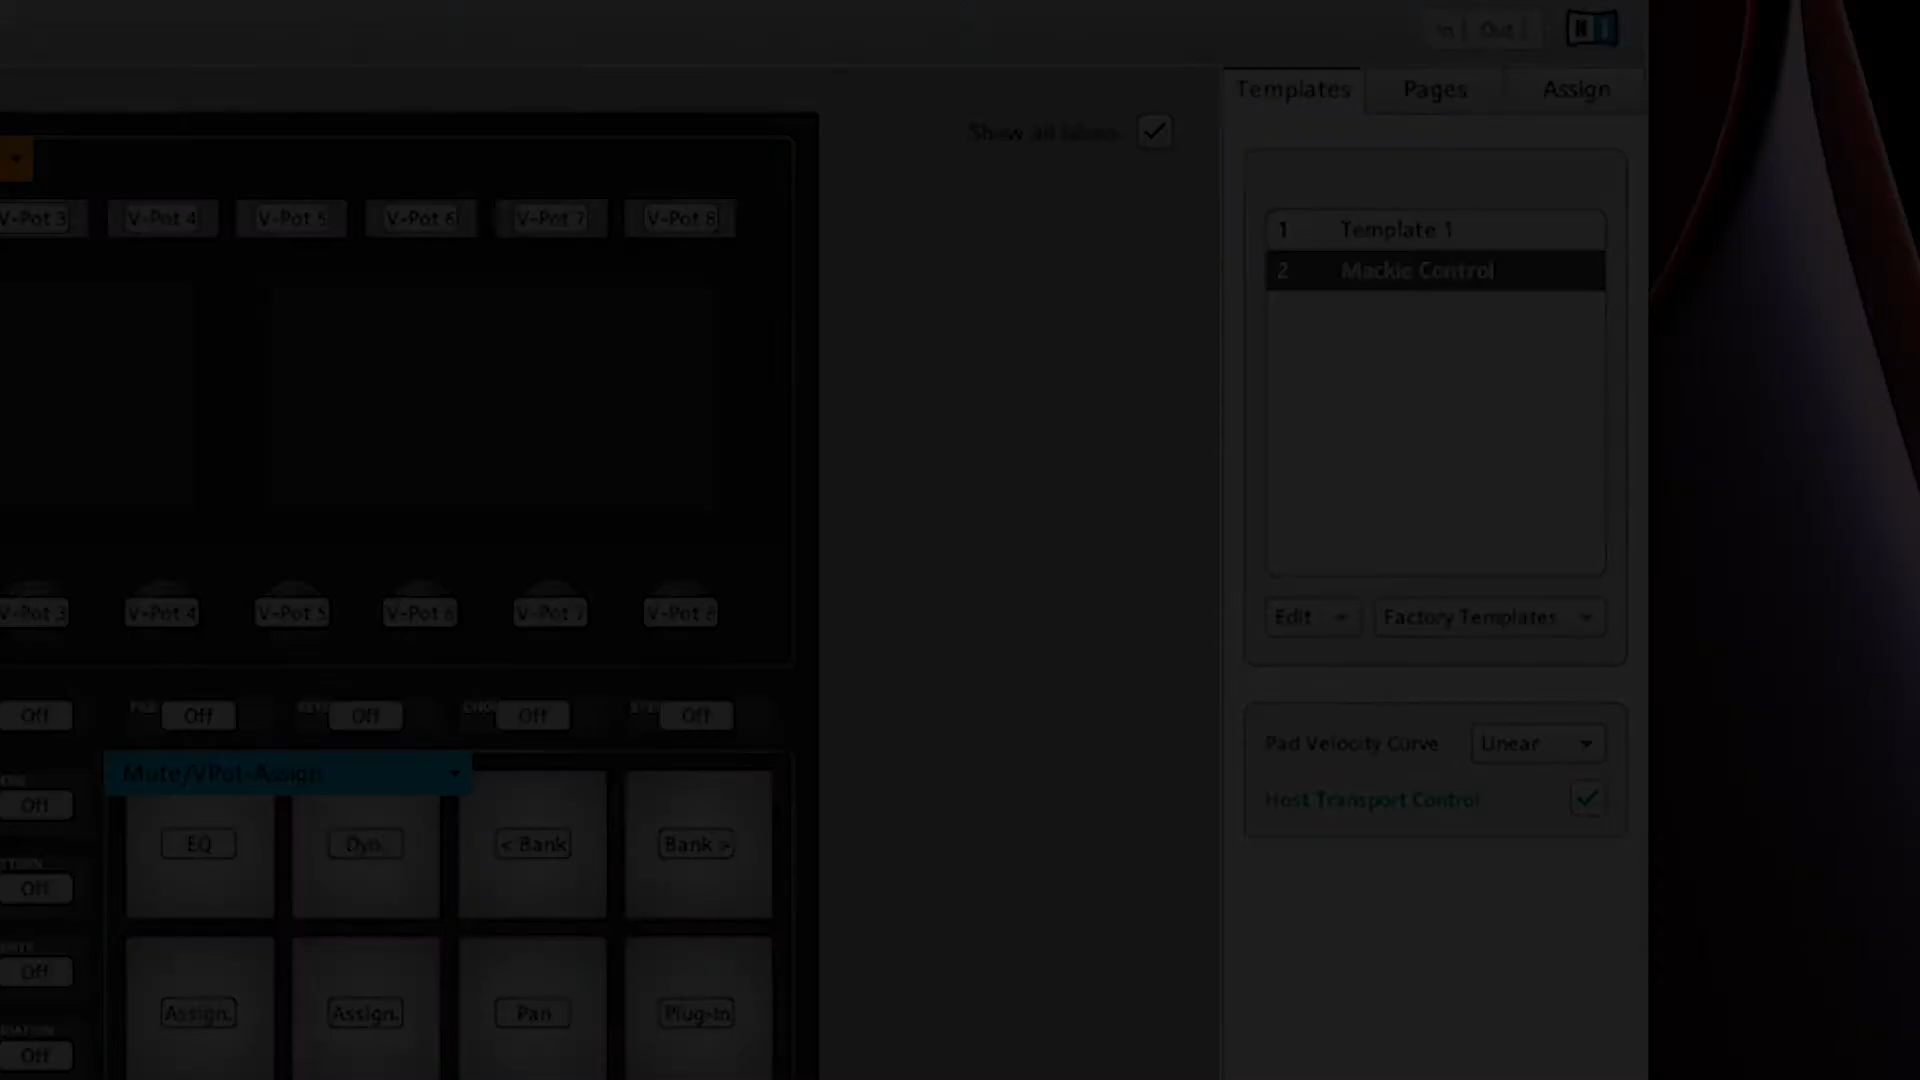 In Out
Templates Pages Assign
Show all labels
V-Pot 3 V-Pot 4 V-Pot 5 V-Pot 6 V-Pot 7 V-Pot 8
1 Template 1
2 Mackie Control
V-Pot 3 V-Pot 4 V-Pot 5 V-Pot 6 V-Pot 7 V-Pot 8
Edit Factory Templates
Off Off Off Off Off
Pad Velocity Curve Linear
Mute/VPot-Assign
Host Transport Control
Off
EQ Dyn. < Bank Bank >
Off
Off
Assign. Assign. Pan Plug-In
Off